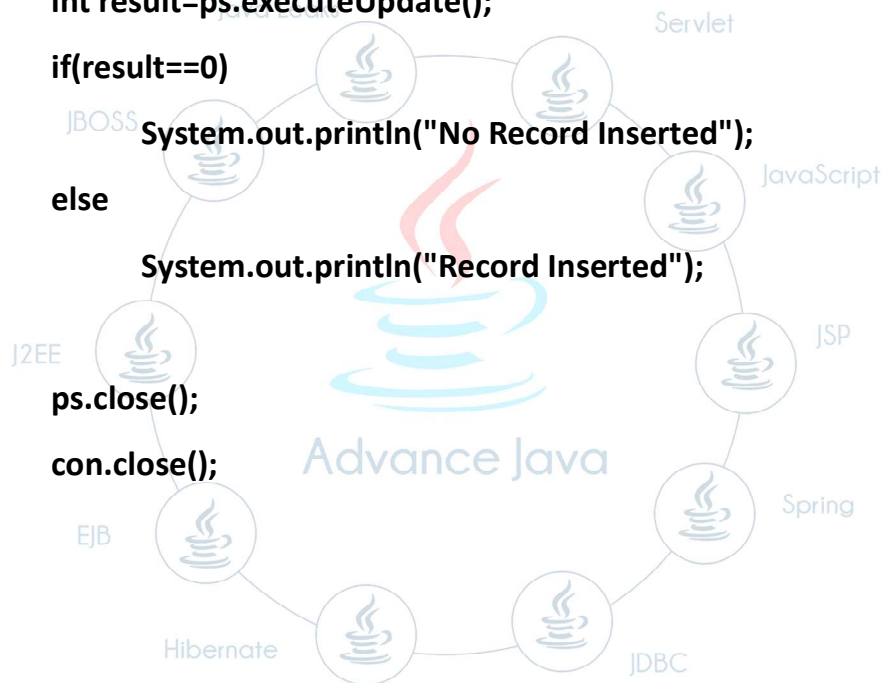 int result=ps.executeUpdate();
Servlet
if(result==0)
JBOSS
System.out.println("No Record Inserted");
JavaScript
else
System.out.println("Record Inserted");
J2EE
JSP
ps.close();
con.close();
Advance Java
Spring
EJB
Hibernate
JDBC